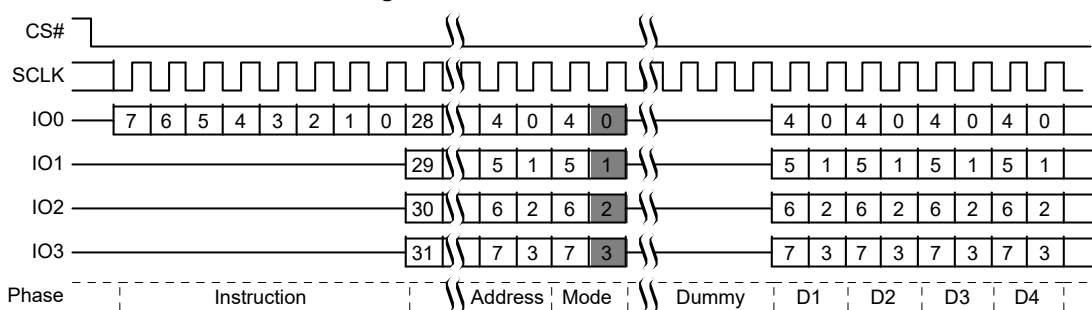 CS#
SCLK
IO0 7 6 5 4 3 2 1 0 28 4 0 4 0 4 0 4 0 4 0 4 0
IO1 29 5 1 5 1 5 1 5 1 5 1 5 1
IO2 30 6 2 6 2 6 2 6 2 6 2 6 2
IO3 31 7 3 7 3 7 3 7 3 7 3 7 3
Phase Instruction Address Mode Dummy D1 D2 D3 D4